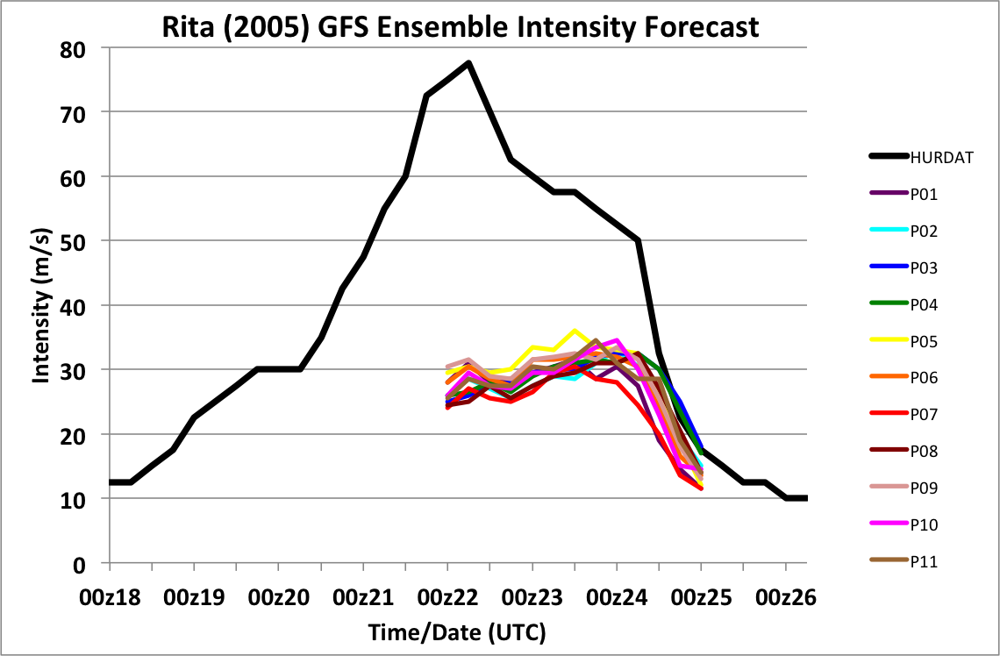 Rita (2005) GFS Ensemble Intensity Forecast
80
70
60
50
40
30
20
10
0
Intensity (m/s)
00z18 00z19 00z20 00z21 00z22 00z23 00z24 00z25 00z26
Time/Date (UTC)
HURDAT
P01
P02
P03
P04
P05
P06
P07
P08
P09
P10
P11